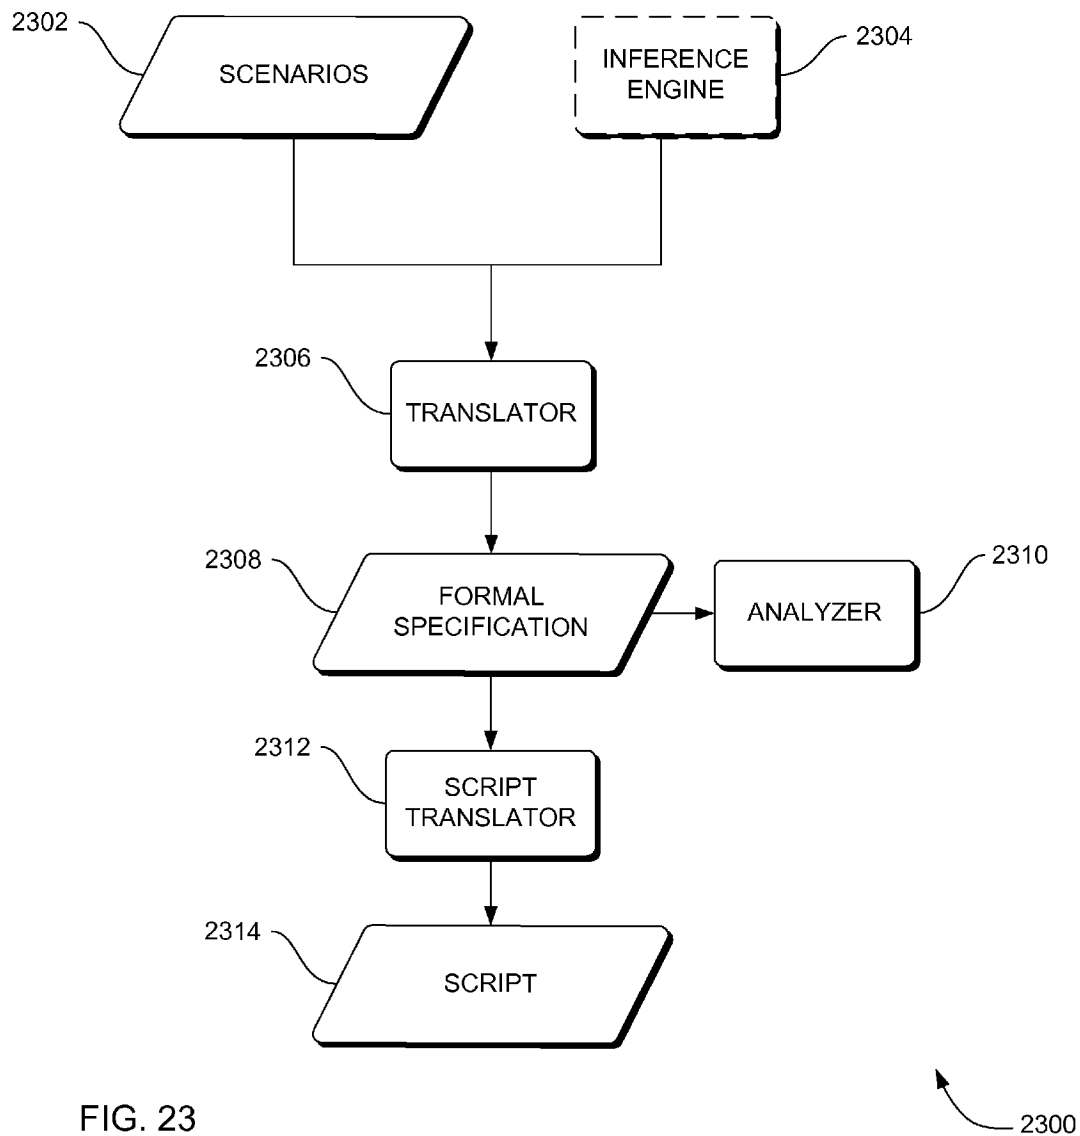 2302
SCENARIOS
INFERENCE
ENGINE
2304
2306
TRANSLATOR
2308
FORMAL
SPECIFICATION
2310
ANALYZER
2312
SCRIPT
TRANSLATOR
2314
SCRIPT
FIG. 23
2300